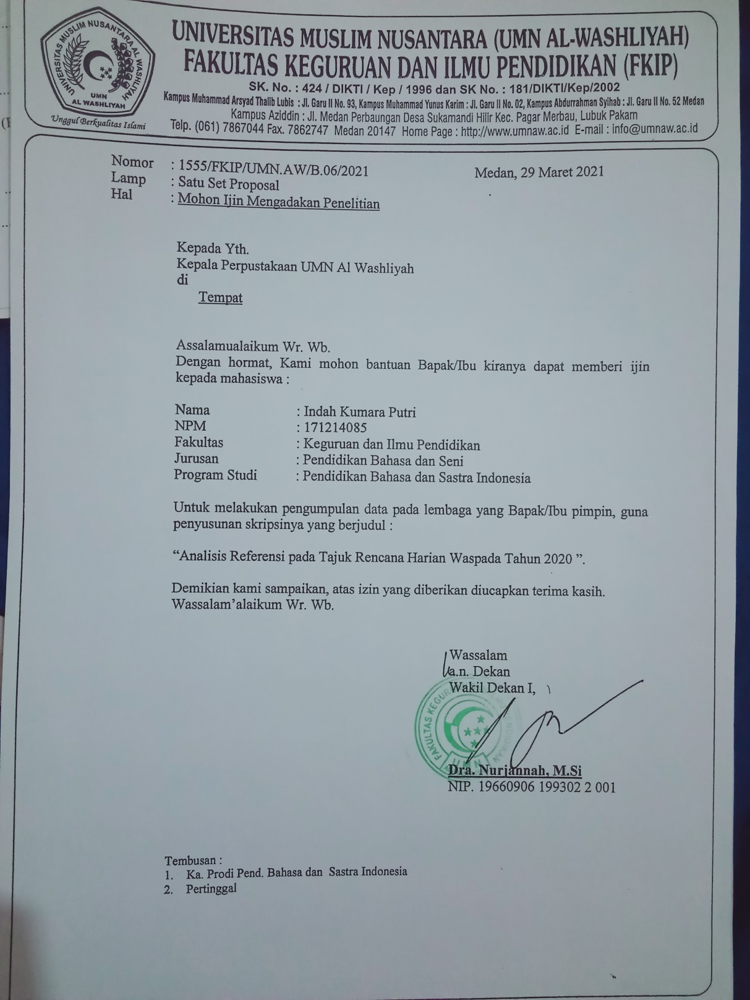 UNIVERSITAS MUSLIM NUSANTARA AL WASHLIYAH
UMN
AL WASHLIYAH
Unggul Berkualitas Islami
UNIVERSITAS MUSLIM NUSANTARA (UMN AL-WASHLIYAH)
FAKULTAS KEGURUAN DAN ILMU PENDIDIKAN (FKIP)
SK. No. : 424 / DIKTI / Kep / 1996 dan SK No. : 181/DIKTI/Kep/2002
Kampus Muhammad Arsyad Thalib Lubis : Jl. Garu II No. 93, Kampus Muhammad Yunus Karim : Jl. Garu II No. 02, Kampus Abdurrahman Syihab : Jl. Garu II No. 52 Medan
Kampus Aziddin : Jl. Medan Perbaungan Desa Sukamandi Hilir Kec. Pagar Merbau, Lubuk Pakam
Telp. (061) 7867044 Fax. 7862747 Medan 20147 Home Page : http://www.umnaw.ac.id E-mail : info@umnaw.ac.id
Nomor : 1555/FKIP/UMN.AW/B.06/2021 Medan, 29 Maret 2021
Lamp : Satu Set Proposal
Hal : Mohon Ijin Mengadakan Penelitian
Kepada Yth.
Kepala Perpustakaan UMN Al Washliyah
di
Tempat
Assalamualaikum Wr. Wb.
Dengan hormat, Kami mohon bantuan Bapak/Ibu kiranya dapat memberi ijin
kepada mahasiswa :
Nama : Indah Kumara Putri
NPM : 171214085
Fakultas : Keguruan dan Ilmu Pendidikan
Jurusan : Pendidikan Bahasa dan Seni
Program Studi : Pendidikan Bahasa dan Sastra Indonesia
Untuk melakukan pengumpulan data pada lembaga yang Bapak/Ibu pimpin, guna
penyusunan skripsinya yang berjudul :
“Analisis Referensi pada Tajuk Rencana Harian Waspada Tahun 2020 ”.
Demikian kami sampaikan, atas izin yang diberikan diucapkan terima kasih.
Wassalam’alaikum Wr. Wb.
Wassalam
a.n. Dekan
Wakil Dekan I,
FAKULTAS KEGURUAN
UMN
Dra. Nurjannah, M.Si
NIP. 19660906 199302 2 001
Tembusan :
1. Ka. Prodi Pend. Bahasa dan Sastra Indonesia
2. Pertinggal